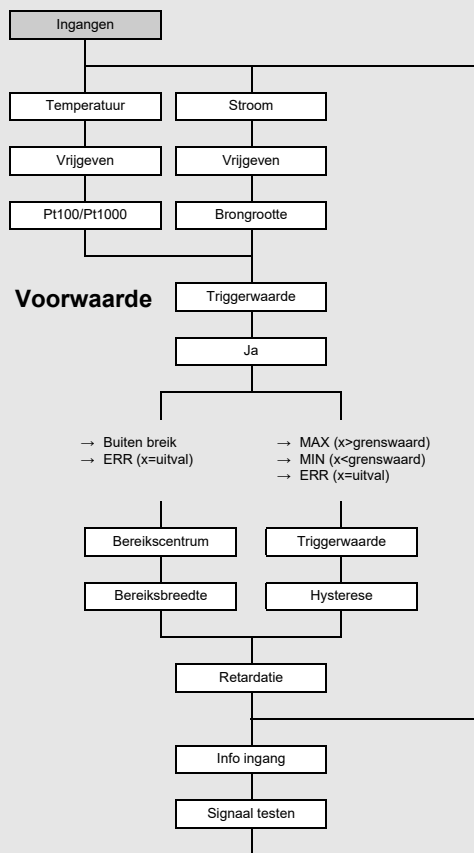 Ingangen
Temperatuur
Stroom
Vrijgeven
Vrijgeven
Pt100/Pt1000
Brongrootte
Voorwaarde
Triggerwaarde
Ja
→ Buiten breik
→ ERR (x=uitval)
→ MAX (x>grenswaard)
→ MIN (x<grenswaard)
→ ERR (x=uitval)
Bereikscentrum
Triggerwaarde
Bereiksbreedte
Hysterese
Retardatie
Info ingang
Signaal testen